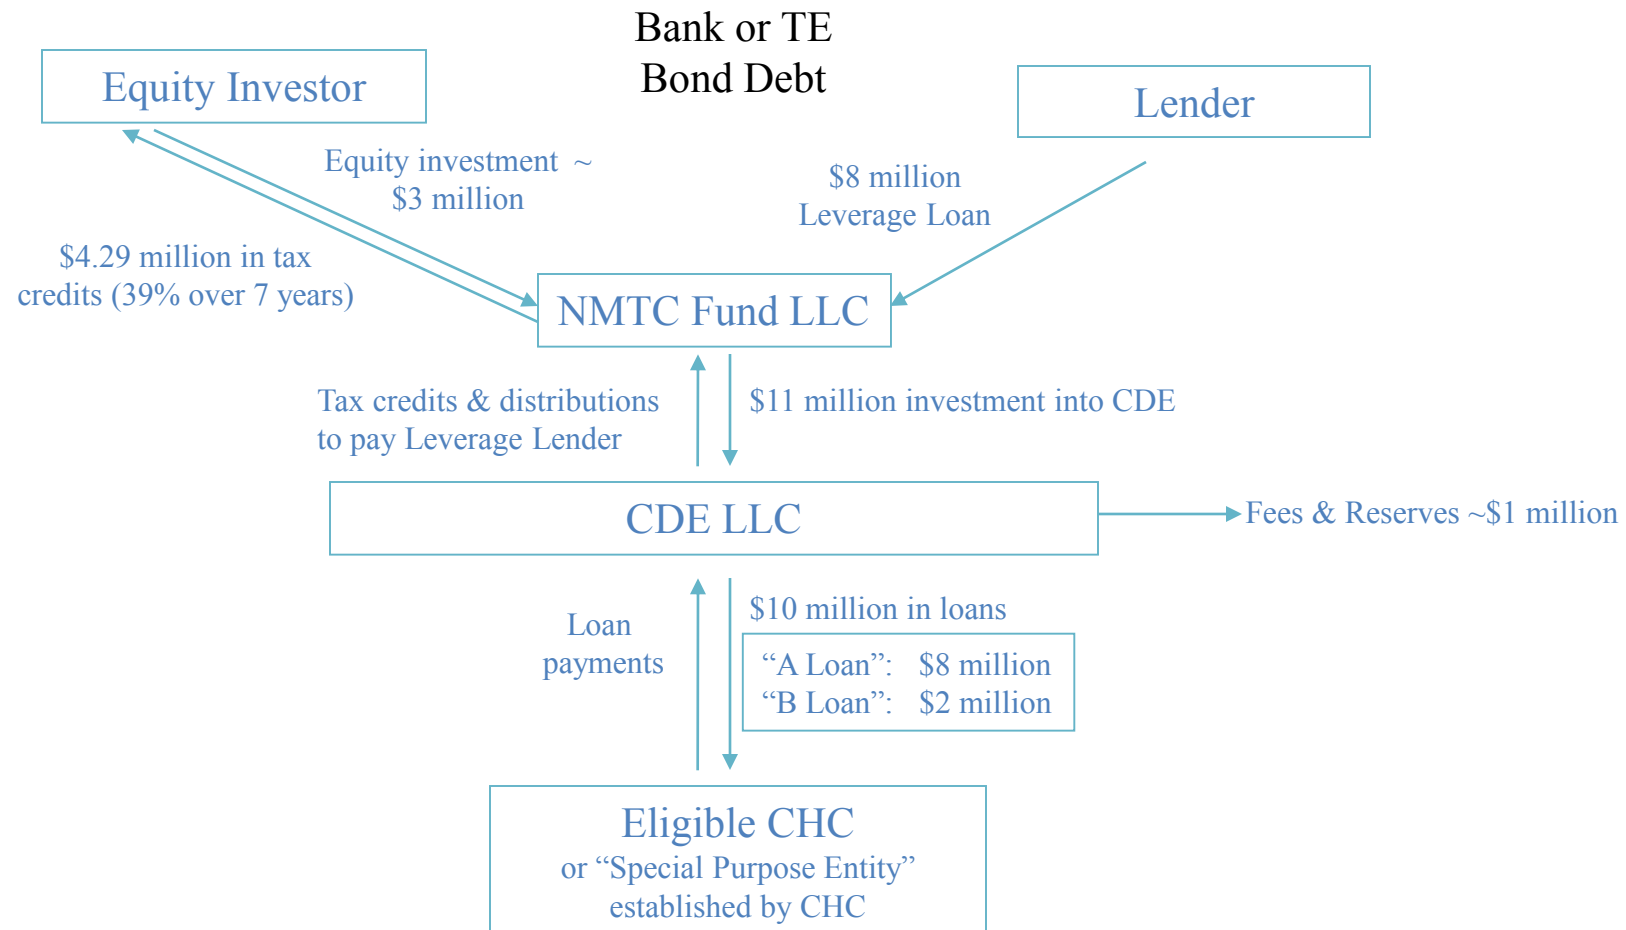 Bank or TE
Bond Debt
Equity Investor
Lender
Equity investment ~
$3 million
$8 million
Leverage Loan
$4.29 million in tax
credits (39% over 7 years)
NMTC Fund LLC
Tax credits & distributions
to pay Leverage Lender
$11 million investment into CDE
CDE LLC
Fees & Reserves ~$1 million
Loan
payments
$10 million in loans
“A Loan”: $8 million
“B Loan”: $2 million
Eligible CHC
or “Special Purpose Entity”
established by CHC